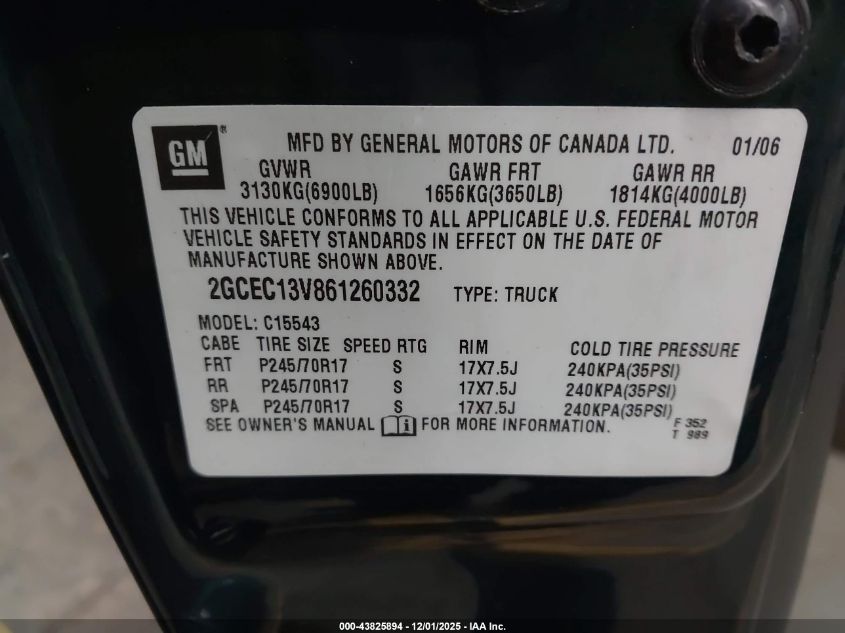 GM® MFD BY GENERAL MOTORS OF CANADA LTD. 01/06
GVWR GAWR FRT GAWR RR
3130KG(6900LB) 1656KG(3650LB) 1814KG(4000LB)
THIS VEHICLE CONFORMS TO ALL APPLICABLE U.S. FEDERAL MOTOR
VEHICLE SAFETY STANDARDS IN EFFECT ON THE DATE OF
MANUFACTURE SHOWN ABOVE.
2GCEC13V861260332 TYPE: TRUCK
MODEL: C15543
CABE TIRE SIZE SPEED RTG RIM COLD TIRE PRESSURE
FRT P245/70R17 S 17X7.5J 240KPA(35PSI)
RR P245/70R17 S 17X7.5J 240KPA(35PSI)
SPA P245/70R17 S 17X7.5J 240KPA(35PSI)
SEE OWNER'S MANUAL i FOR MORE INFORMATION. F 352
T 989
000-43825894 - 12/01/2025 - IAA Inc.